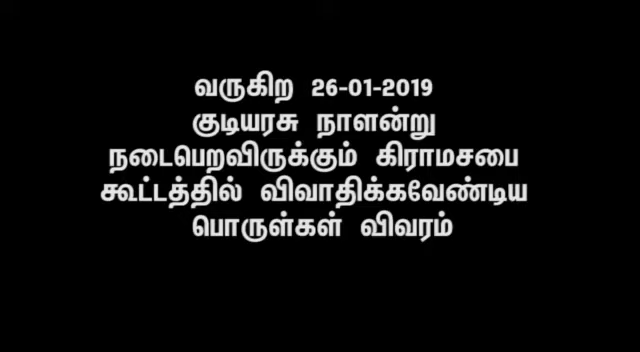 வருகிற 26-01-2019
குடியரசு நாளன்று
நடைபெறவிருக்கும் கிராமசபை
கூட்டத்தில் விவாதிக்கவேண்டிய
பொருள்கள் விவரம்